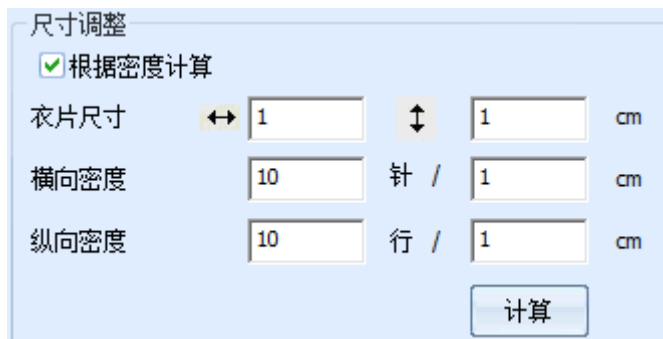 尺寸调整
根据密度计算
衣片尺寸 1 1 cm
横向密度 10 针 / 1 cm
纵向密度 10 行 / 1 cm
计算